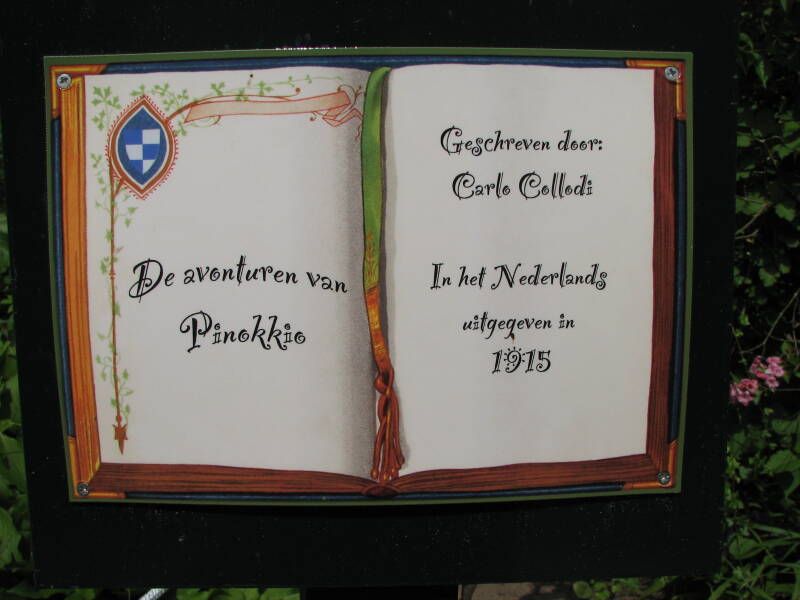 De avonturen van
Pinokkio
Geschreven door:
Carlo Collodi
In het Nederlands
uitgegeven in
1915